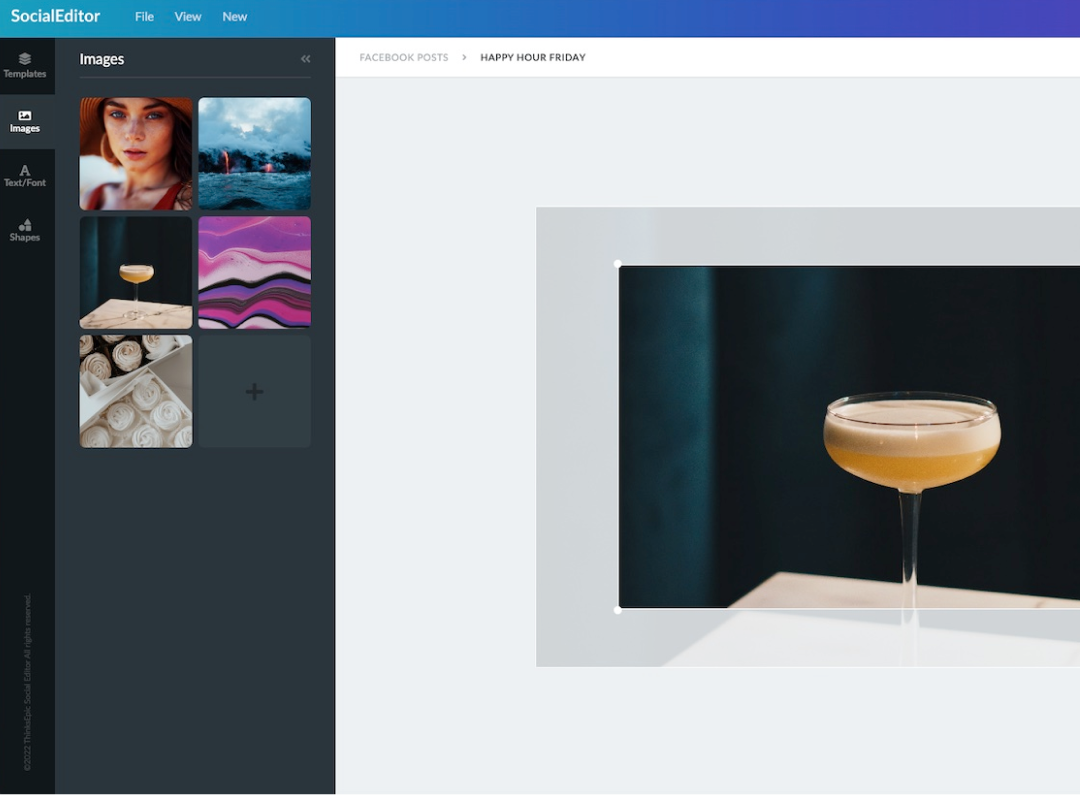 SocialEditor
File View New
Templates
Images
Text/Font
Shapes
Images
FACEBOOK POSTS > HAPPY HOUR FRIDAY
©2022 ThinksEpic Social Editor All rights reserved.